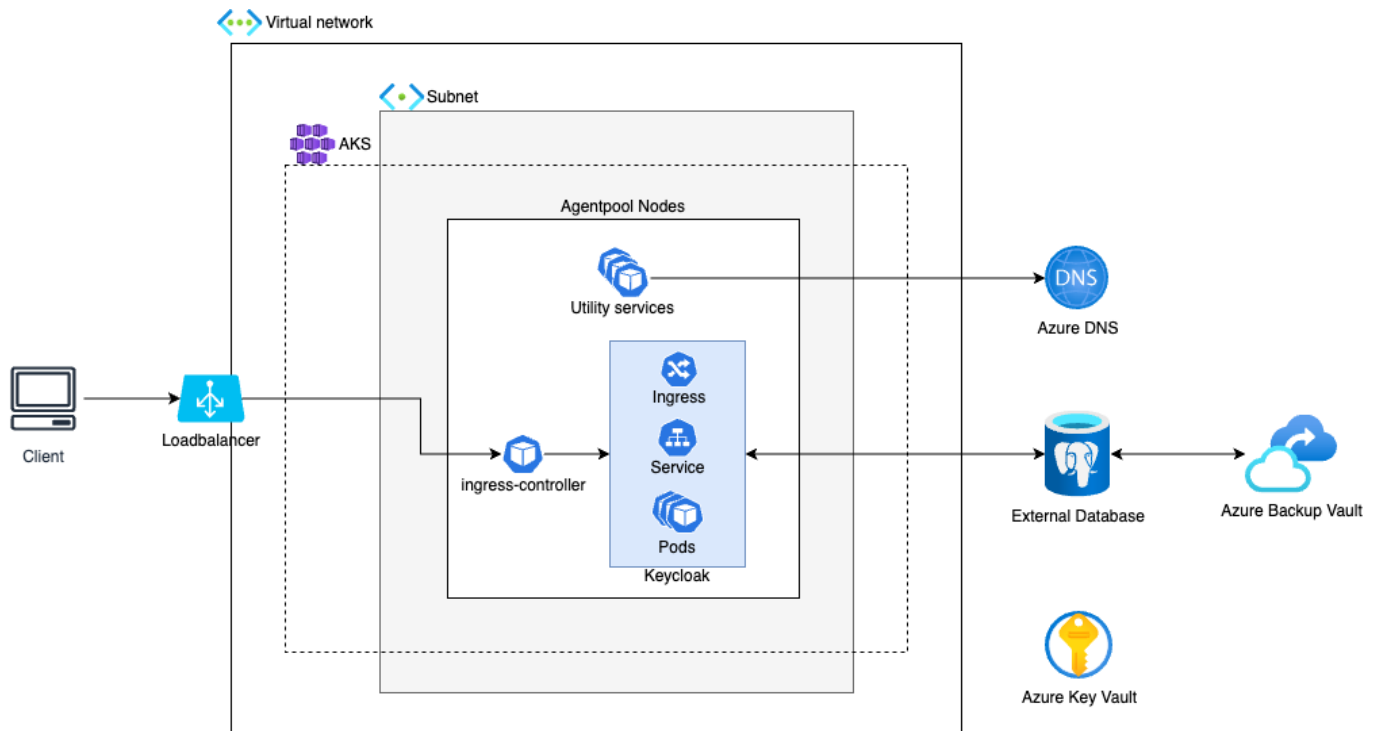 Virtual network
Subnet
AKS
Agentpool Nodes
Utility services
DNS
Azure DNS
Ingress
Loadbalancer
Client
Service
ingress-controller
External Database
Azure Backup Vault
Pods
Keycloak
Azure Key Vault